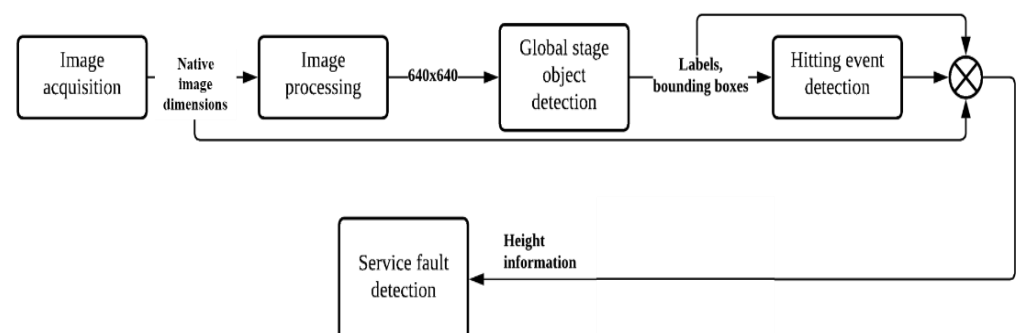 Image
acquisition
Native
image
dimensions
Image
processing
640x640
Global stage
object
detection
Labels,
bounding boxes
Hitting event
detection
Height
information
Service fault
detection